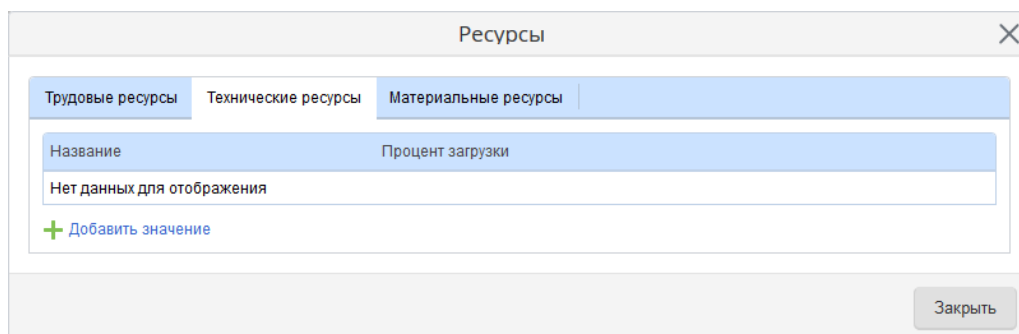 Ресурсы
Трудовые ресурсы Технические ресурсы Материальные ресурсы
Название Процент загрузки
Нет данных для отображения
Добавить значение
Закрыть